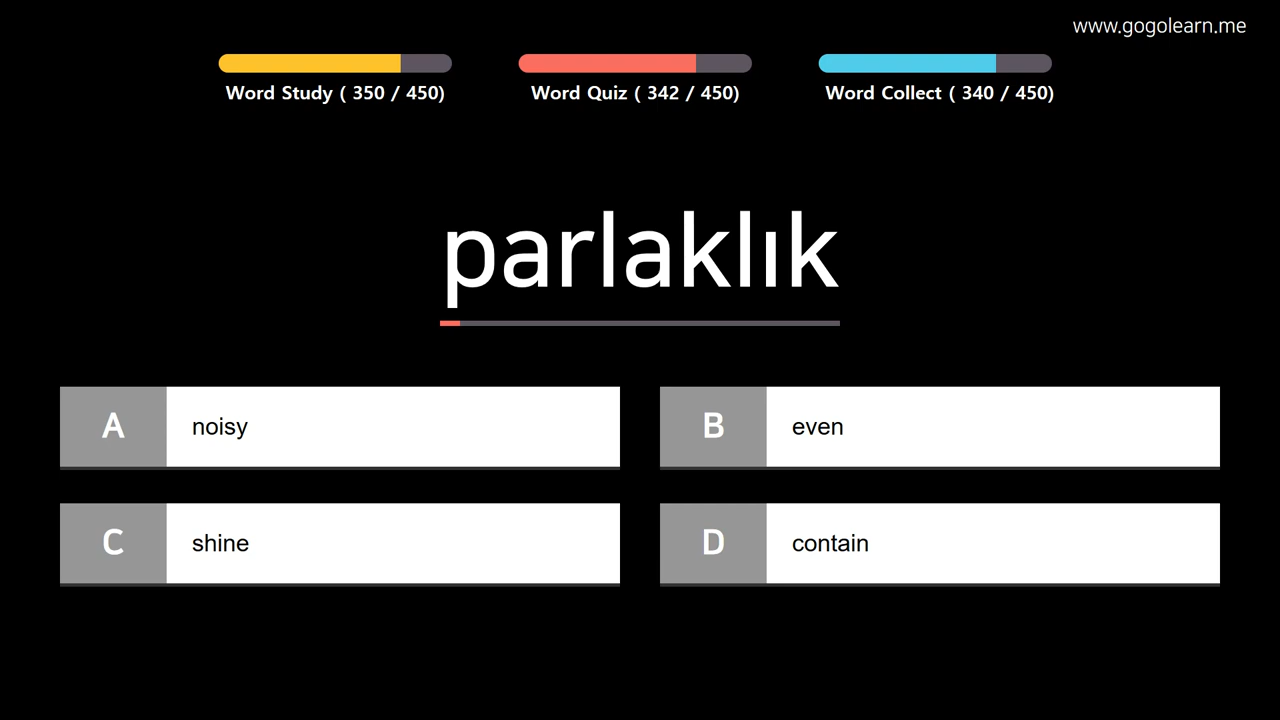 www.gogolearn.me
Word Study ( 350 / 450)
Word Quiz ( 342 / 450)
Word Collect ( 340 / 450)
parlaklık
A noisy
B even
C shine
D contain